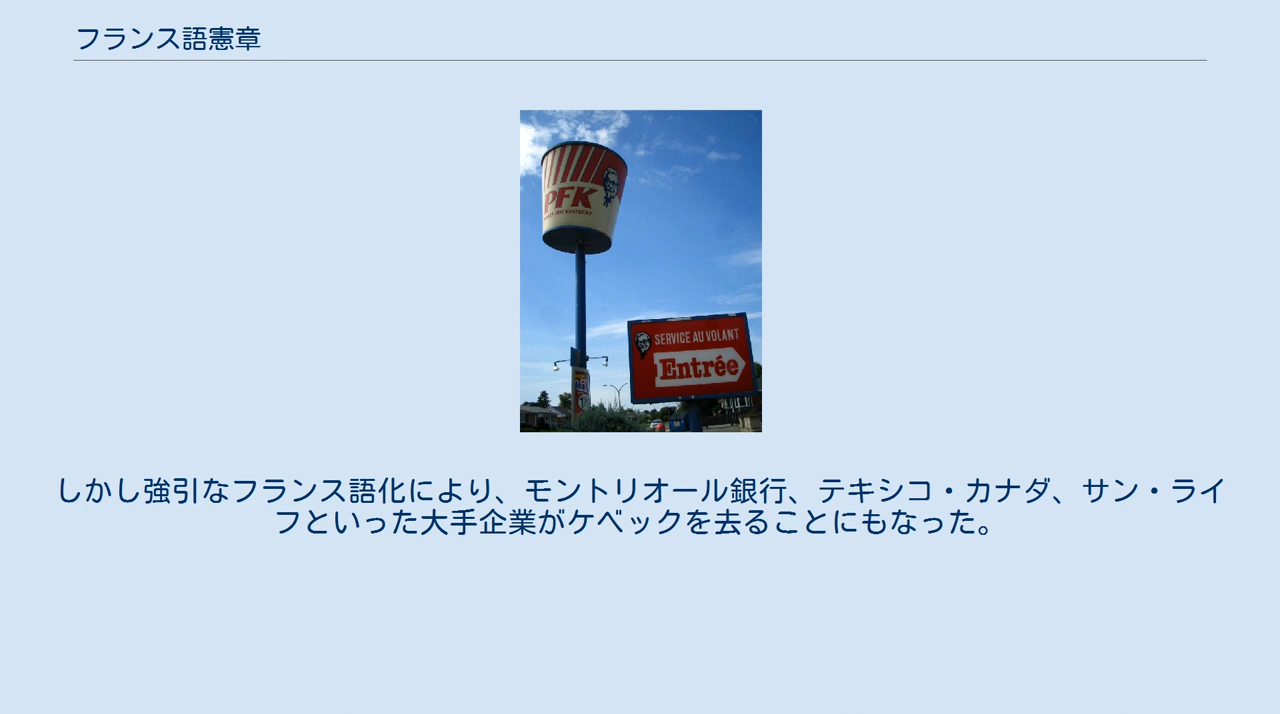 フランス語憲章
PFK
SERVICE AU VOLANT
Entrée
しかし強引なフランス語化により、モントリオール銀行、テキシコ・カナダ、サン・ライ
フといった大手企業がケベックを去ることにもなった。